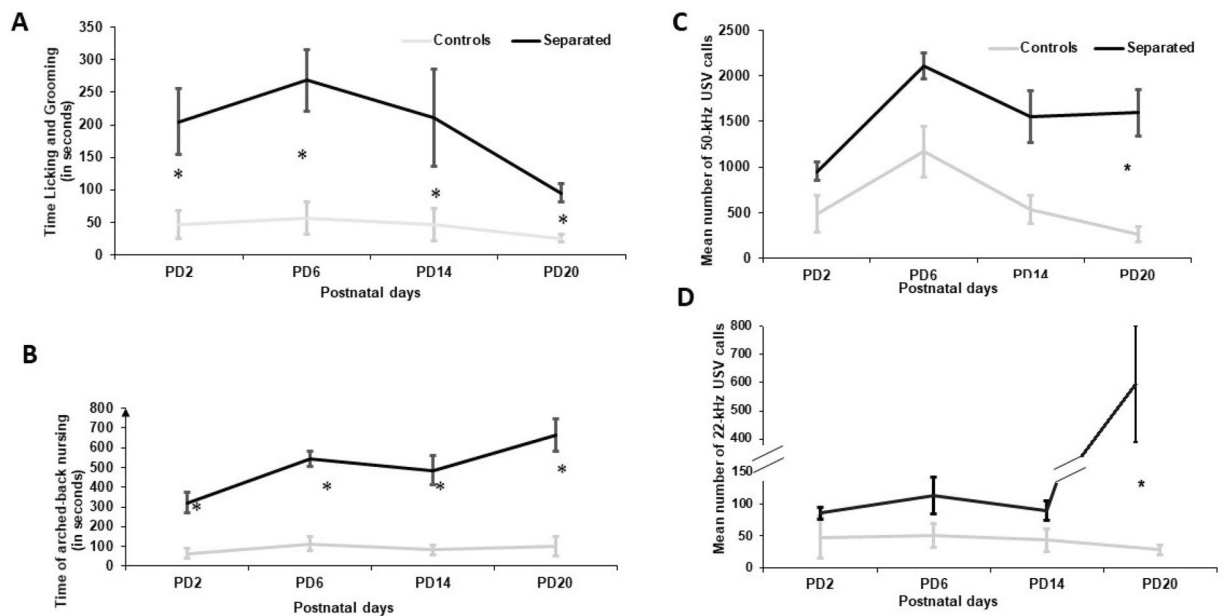 A
Time Licking and Grooming
(in seconds)
350
300
250
200
150
100
50
0
Controls
Separated
*
*
*
*
PD2
PD6
PD14
PD20
Postnatal days
B
Time of arched-back nursing
(in seconds)
800
700
600
500
400
300
200
100
0
*
*
*
*
PD2
PD6
PD14
PD20
Postnatal days
C
Mean number of 50-kHz USV calls
2500
2000
1500
1000
500
0
Controls
Separated
*
PD2
PD6
PD14
PD20
Postnatal days
D
Mean number of 22-kHz USV calls
800
700
600
500
400
150
100
50
0
*
PD2
PD6
PD14
PD20
Postnatal days